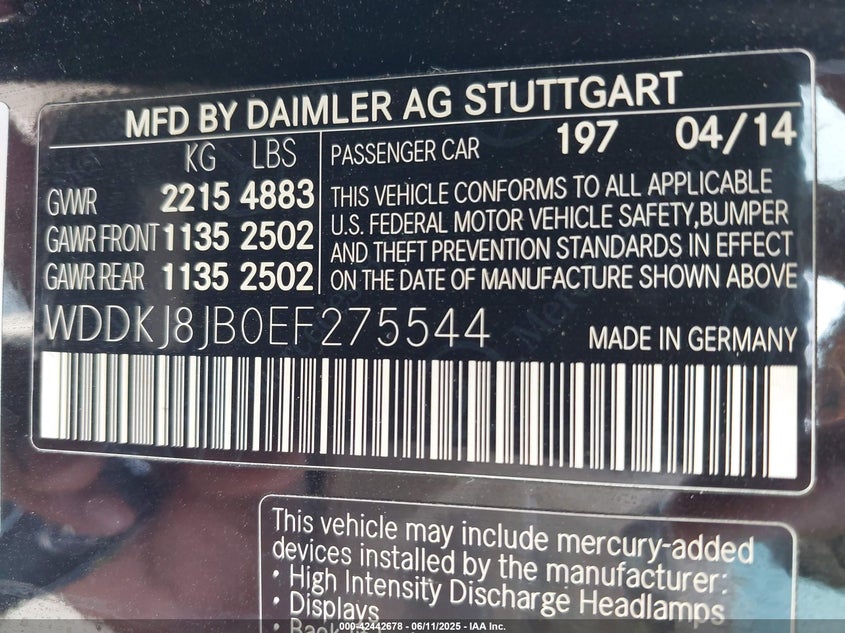 MFD BY DAIMLER AG STUTTGART
KG LBS
GVWR 2215 4883
GAWR FRONT 1135 2502
GAWR REAR 1135 2502
PASSENGER CAR 197 04/14
THIS VEHICLE CONFORMS TO ALL APPLICABLE
U.S. FEDERAL MOTOR VEHICLE SAFETY,BUMPER
AND THEFT PREVENTION STANDARDS IN EFFECT
ON THE DATE OF MANUFACTURE SHOWN ABOVE
WDDKJ8JB0EF275544 MADE IN GERMANY
This vehicle may include mercury-added
devices installed by the manufacturer:
• High Intensity Discharge Headlamps
• Displays
000-42442678 - 06/11/2025 - IAA Inc.